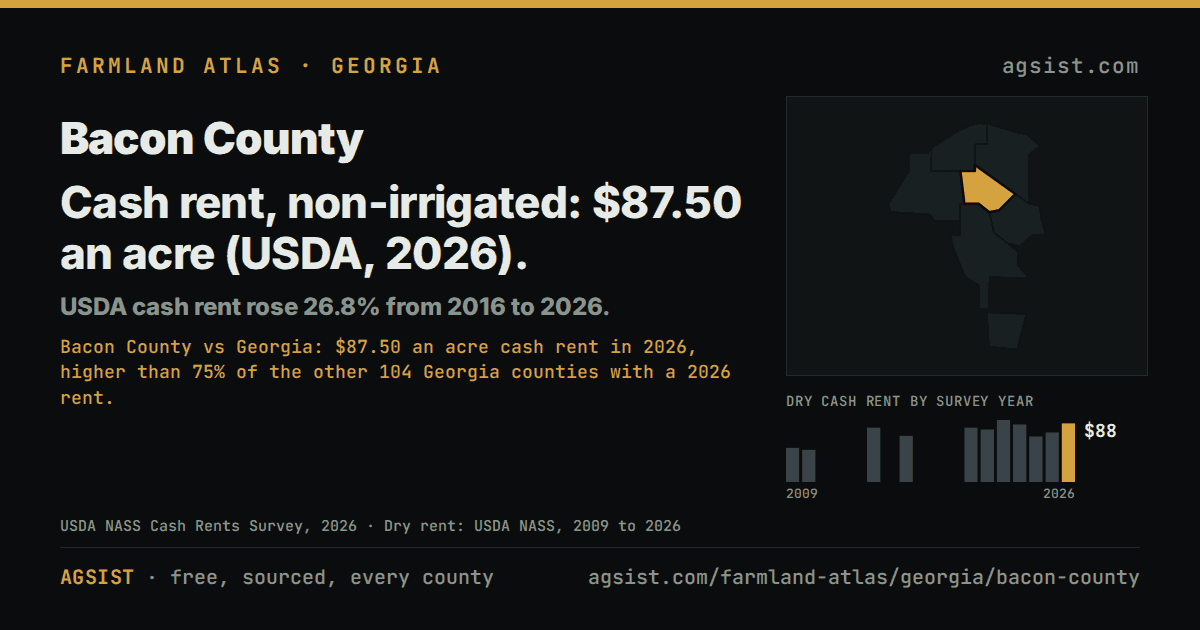 FARMLAND ATLAS · GEORGIA
agsist.com
Bacon County
Cash rent, non-irrigated: $87.50
an acre (USDA, 2026).
USDA cash rent rose 26.8% from 2016 to 2026.
Bacon County vs Georgia: $87.50 an acre cash rent in 2026,
higher than 75% of the other 104 Georgia counties with a 2026
rent.
DRY CASH RENT BY SURVEY YEAR
$88
2009 2026
USDA NASS Cash Rents Survey, 2026 · Dry rent: USDA NASS, 2009 to 2026
AGSIST · free, sourced, every county
agsist.com/farmland-atlas/georgia/bacon-county